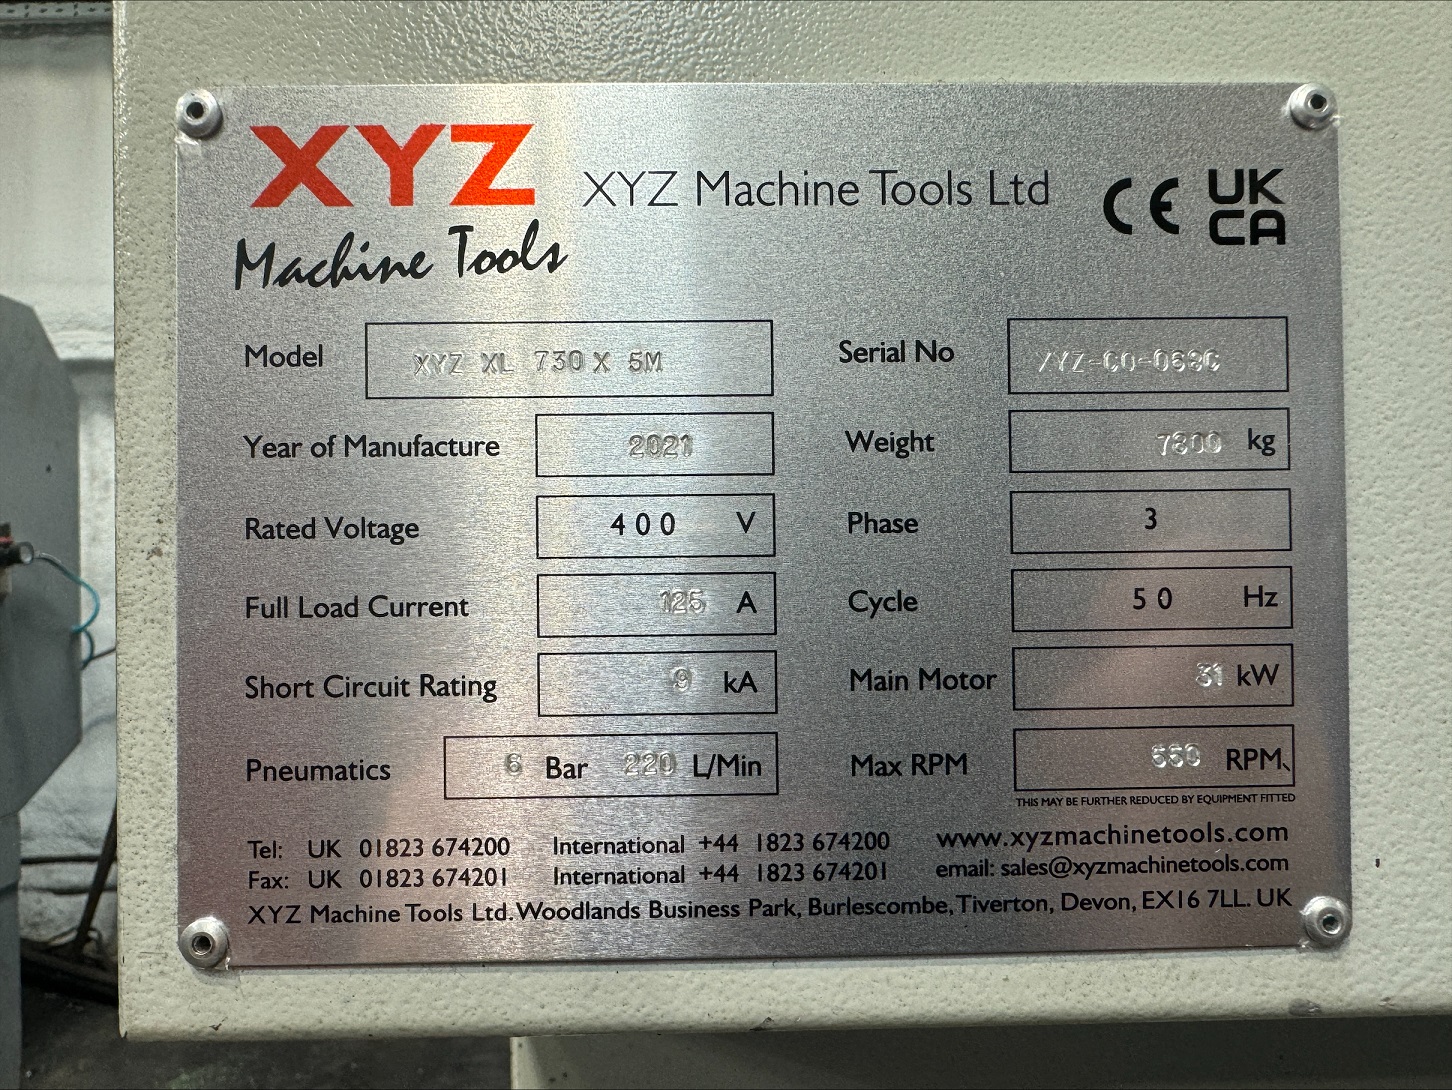 XYZ
Machine Tools
XYZ Machine Tools Ltd
CE UK
CA
Model XYZ XL 730 X 5M
Serial No
Year of Manufacture 2021
Weight kg
Rated Voltage 400 V
Phase 3
Full Load Current 125 A
Cycle 50 Hz
Short Circuit Rating 9 kA
Main Motor 31 kW
Pneumatics 6 Bar 220 L/Min
Max RPM RPM
THIS MAY BE FURTHER REDUCED BY EQUIPMENT FITTED
Tel: UK 01823 674200 International +44 1823 674200 www.xyzmachinetools.com
Fax: UK 01823 674201 International +44 1823 674201 email: sales@xyzmachinetools.com
XYZ Machine Tools Ltd. Woodlands Business Park, Burlescombe, Tiverton, Devon, EX16 7LL. UK